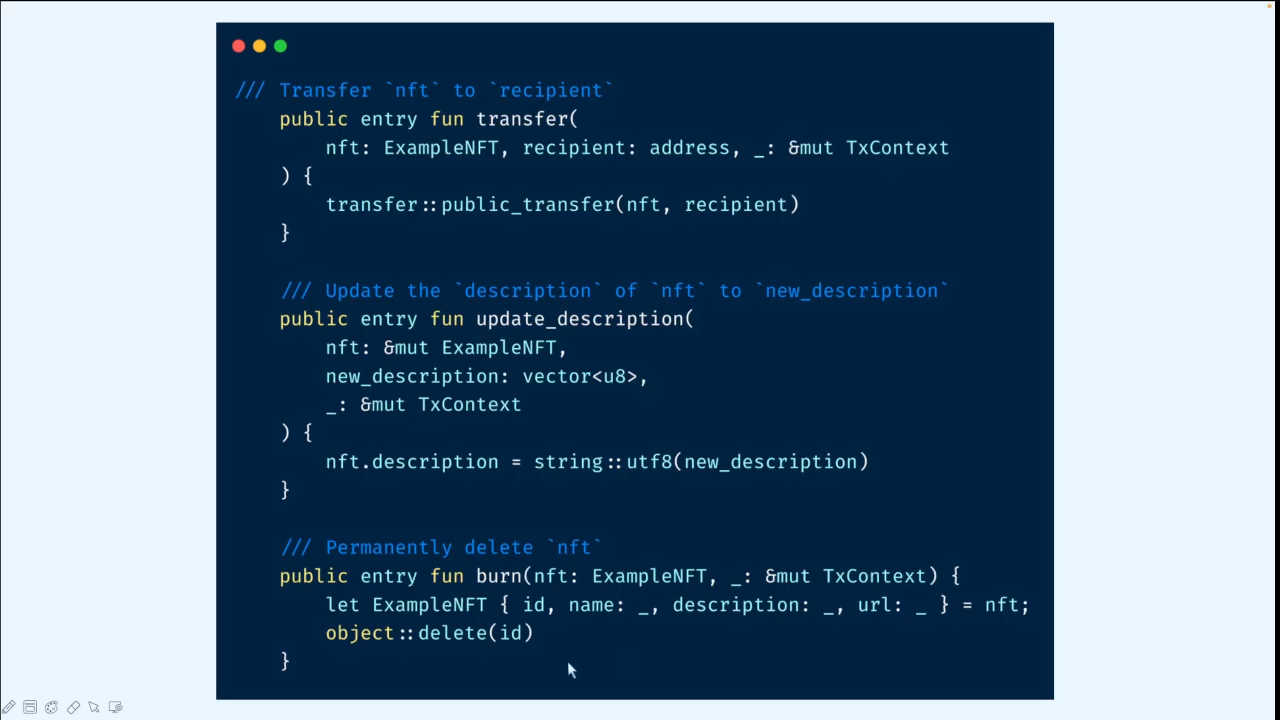 /// Transfer `nft` to `recipient`
public entry fun transfer(
nft: ExampleNFT, recipient: address, _: &mut TxContext
) {
transfer::public_transfer(nft, recipient)
}
/// Update the `description` of `nft` to `new_description`
public entry fun update_description(
nft: &mut ExampleNFT,
new_description: vector<u8>,
_: &mut TxContext
) {
nft.description = string::utf8(new_description)
}
/// Permanently delete `nft`
public entry fun burn(nft: ExampleNFT, _: &mut TxContext) {
let ExampleNFT { id, name: _, description: _, url: _ } = nft;
object::delete(id)
}